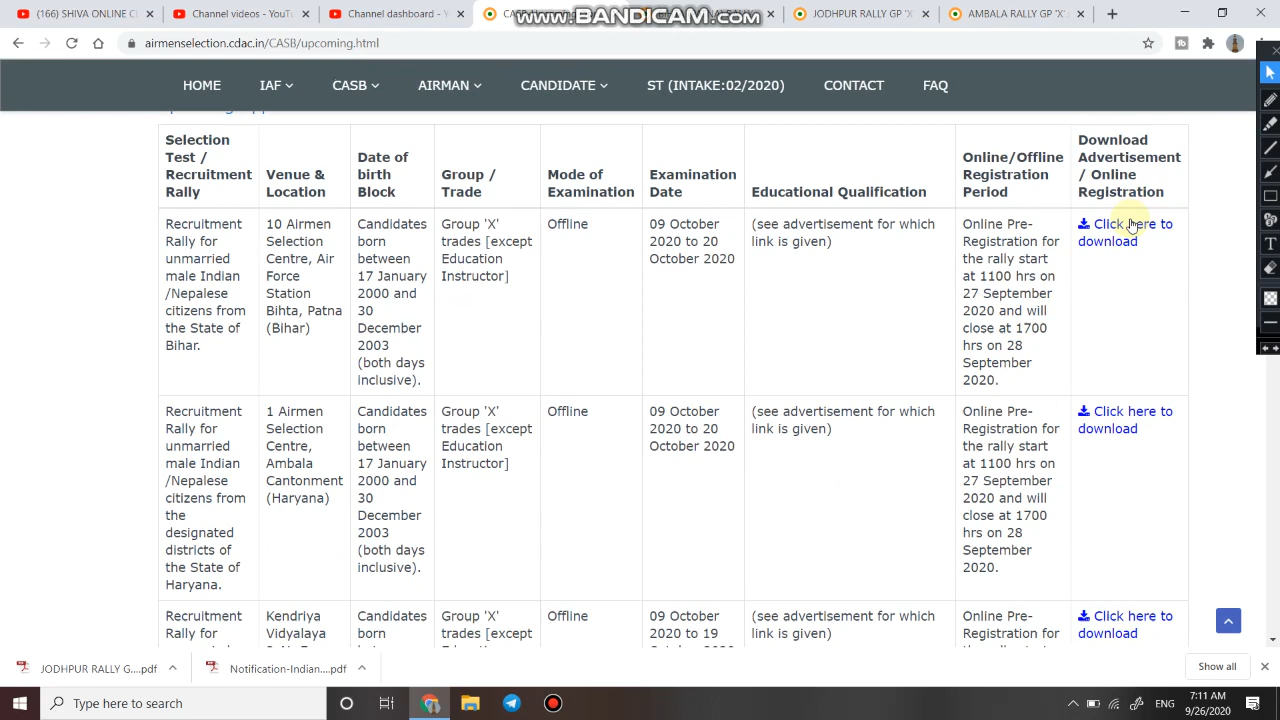 (166) SHIVA ONLINE C
Channel videos - YouT
Channel dashboard - Y
JODHPUR RALLY GP 'X'
AMBALA RALLY GP 'X'
www.BANDICAM.com
airmenselection.cdac.in/CASB/upcoming.html
HOME
IAF
CASB
AIRMAN
CANDIDATE
ST (INTAKE:02/2020)
CONTACT
FAQ
Selection
Test /
Recruitment
Rally
Venue &
Location
Date of
birth
Block
Group /
Trade
Mode of
Examination
Examination
Date
Educational Qualification
Online/Offline
Registration
Period
Download
Advertisement
/ Online
Registration
Recruitment
Rally for
unmarried
male Indian
/Nepalese
citizens from
the State of
Bihar.
10 Airmen
Selection
Centre, Air
Force
Station
Bihta, Patna
(Bihar)
Candidates
born
between
17 January
2000 and
30
December
2003
(both days
inclusive).
Group 'X'
trades [except
Education
Instructor]
Offline
09 October
2020 to 20
October 2020
(see advertisement for which
link is given)
Online Pre-
Registration for
the rally start
at 1100 hrs on
27 September
2020 and will
close at 1700
hrs on 28
September
2020.
Click here to
download
Recruitment
Rally for
unmarried
male Indian
/Nepalese
citizens from
the
designated
districts of
the State of
Haryana.
1 Airmen
Selection
Centre,
Ambala
Cantonment
(Haryana)
Candidates
born
between
17 January
2000 and
30
December
2003
(both days
inclusive).
Group 'X'
trades [except
Education
Instructor]
Offline
09 October
2020 to 20
October 2020
(see advertisement for which
link is given)
Online Pre-
Registration for
the rally start
at 1100 hrs on
27 September
2020 and will
close at 1700
hrs on 28
September
2020.
Click here to
download
Recruitment
Rally for
Kendriya
Vidyalaya
Candidates
born
Group 'X'
trades [except
Offline
09 October
2020 to 19
(see advertisement for which
link is given)
Online Pre-
Registration for
Click here to
download
JODHPUR RALLY G....pdf
Notification-Indian....pdf
Show all
Type here to search
ENG
7:11 AM
9/26/2020